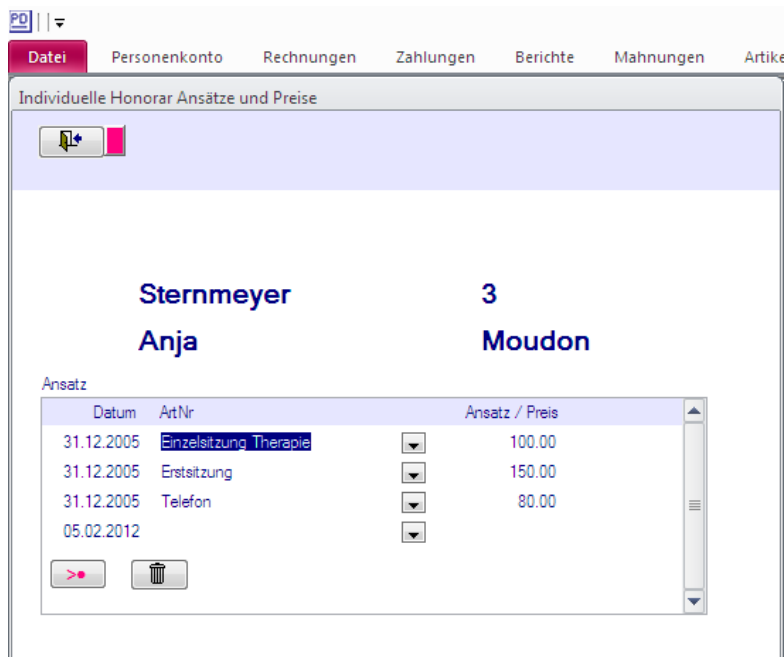 PD
Datei Personenkonto Rechnungen Zahlungen Berichte Mahnungen Artike
Individuelle Honorar Ansätze und Preise
Sternmeyer 3
Anja Moudon
Ansatz
Datum ArtNr Ansatz / Preis
31.12.2005 Einzelsitzung Therapie 100.00
31.12.2005 Erstsitzung 150.00
31.12.2005 Telefon 80.00
05.02.2012